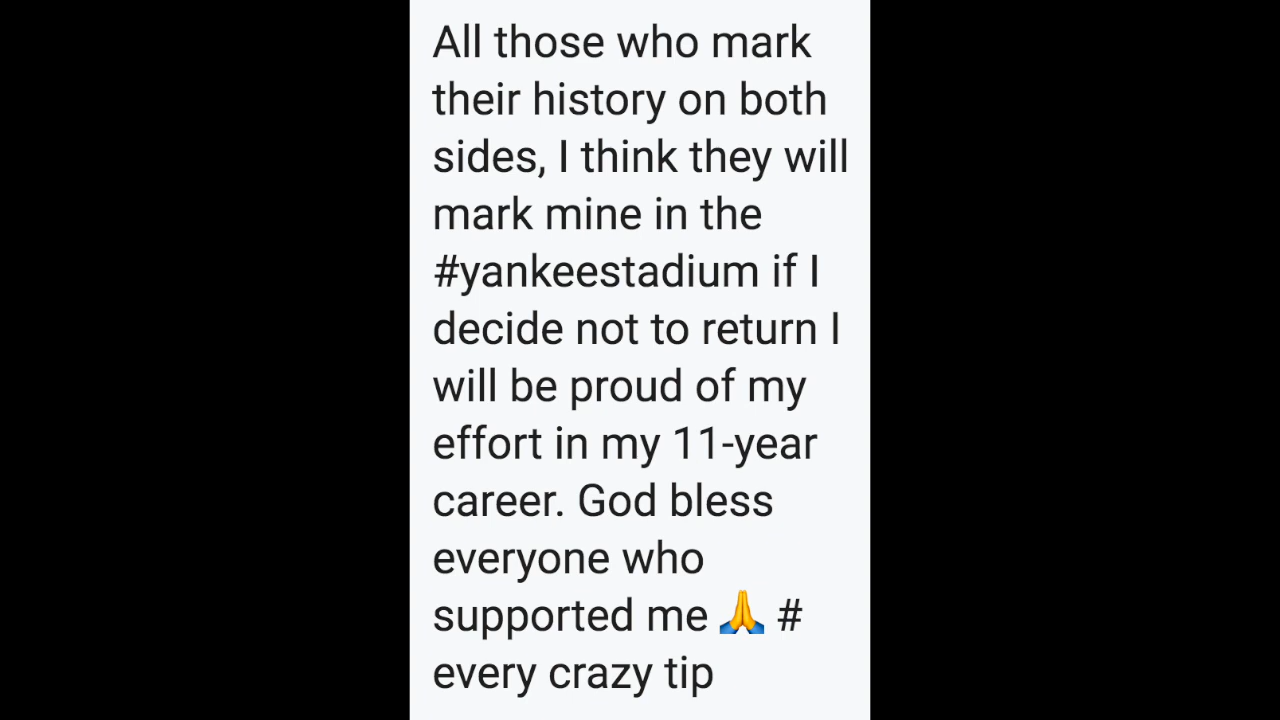 All those who mark
their history on both
sides, I think they will
mark mine in the
#yankeestadium if I
decide not to return I
will be proud of my
effort in my 11-year
career. God bless
everyone who
supported me 🙏 #
every crazy tip